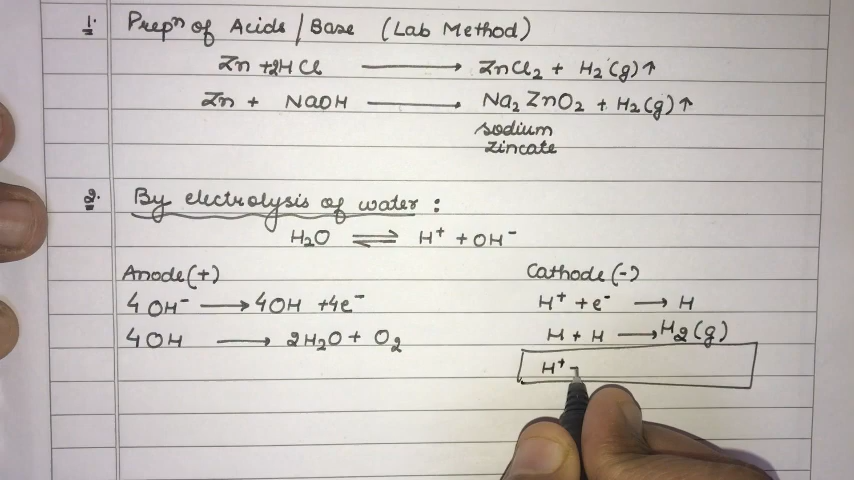 1. Prepⁿ of Acids / Base (Lab Method)
Zn + 2HCl → ZnCl₂ + H₂(g)↑
Zn + NaOH → Na₂ZnO₂ + H₂(g)↑
sodium
zincate
2. By electrolysis of water :
H₂O ⇌ H⁺ + OH⁻
Anode(+)
4OH⁻ → 4OH + 4e⁻
4OH → 2H₂O + O₂
Cathode(-)
H⁺ + e⁻ → H
H + H → H₂(g)
H⁺